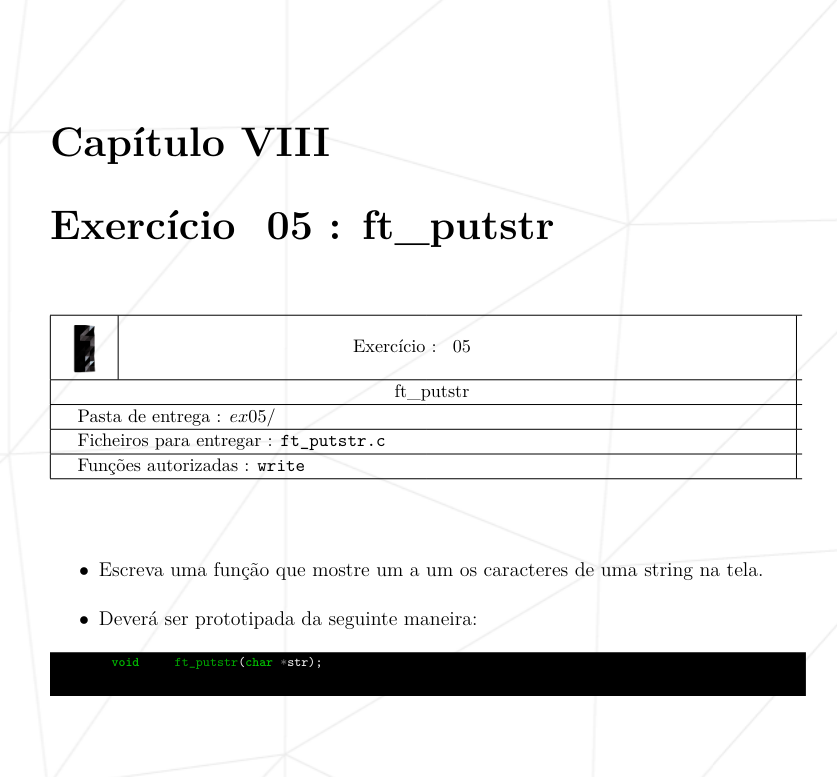 Capítulo VIII
Exercício 05 : ft_putstr
Exercício : 05
ft_putstr
Pasta de entrega : ex05/
Ficheiros para entregar : ft_putstr.c
Funções autorizadas : write
• Escreva uma função que mostre um a um os caracteres de uma string na tela.
• Deverá ser prototipada da seguinte maneira:
void ft_putstr(char *str);